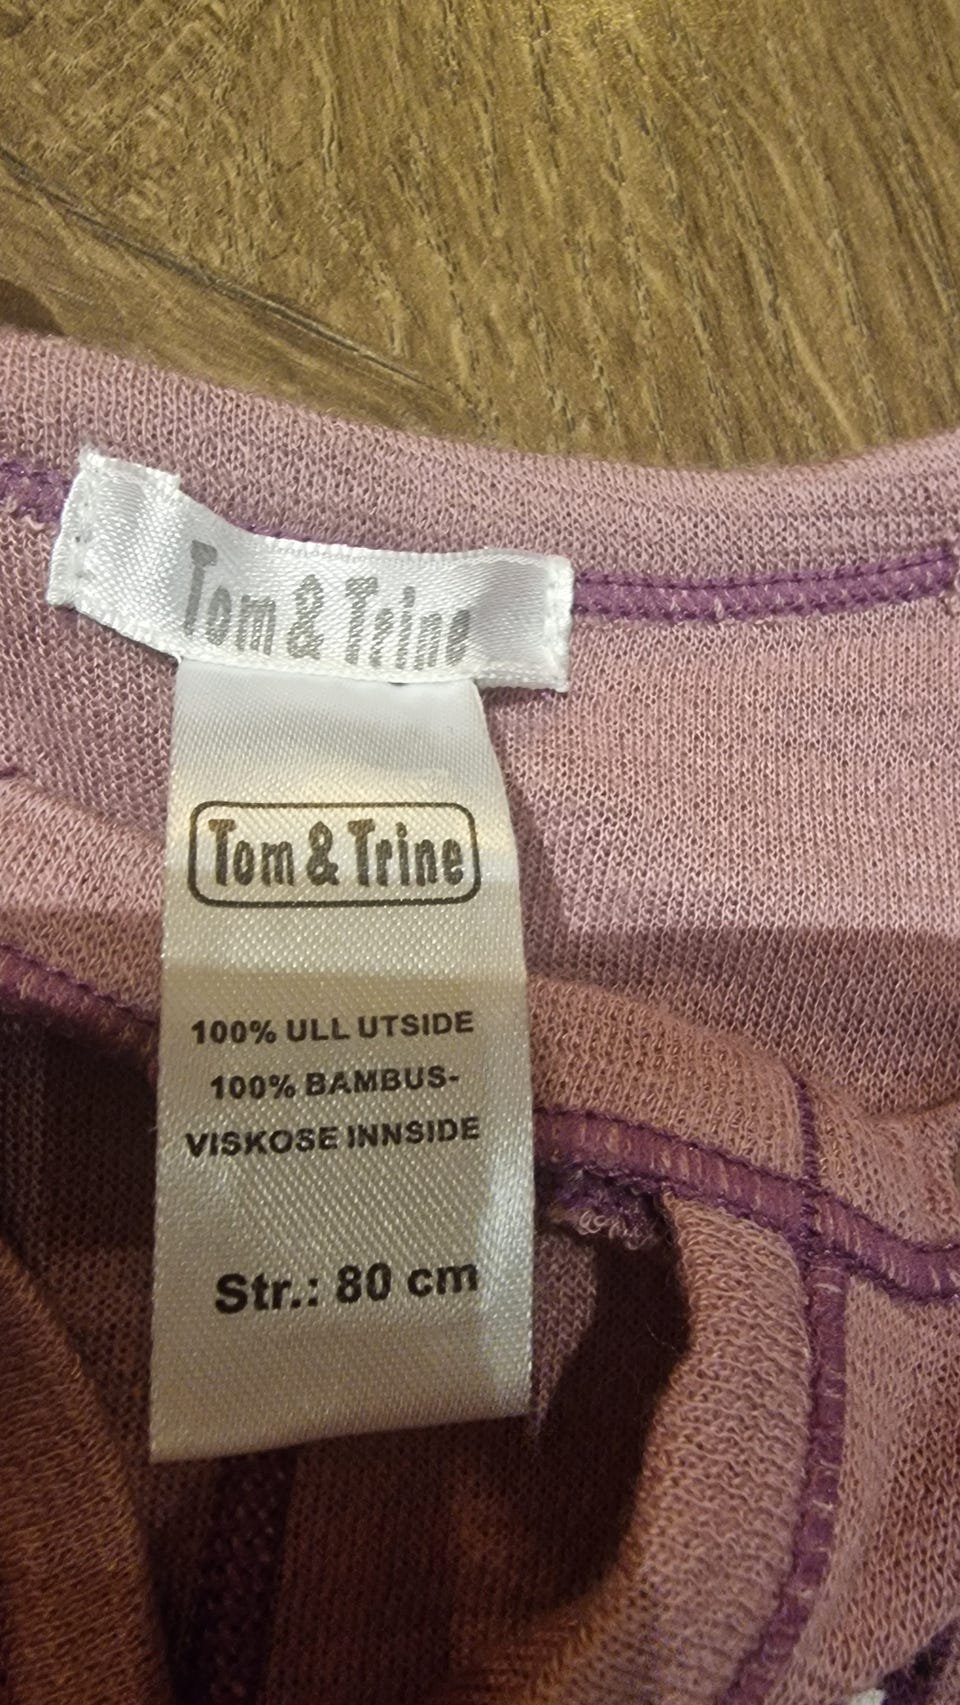 Tom & Trine
Tom & Trine
100% ULL UTSIDE
100% BAMBUS-
VISKOSE INNSIDE
Str.: 80 cm